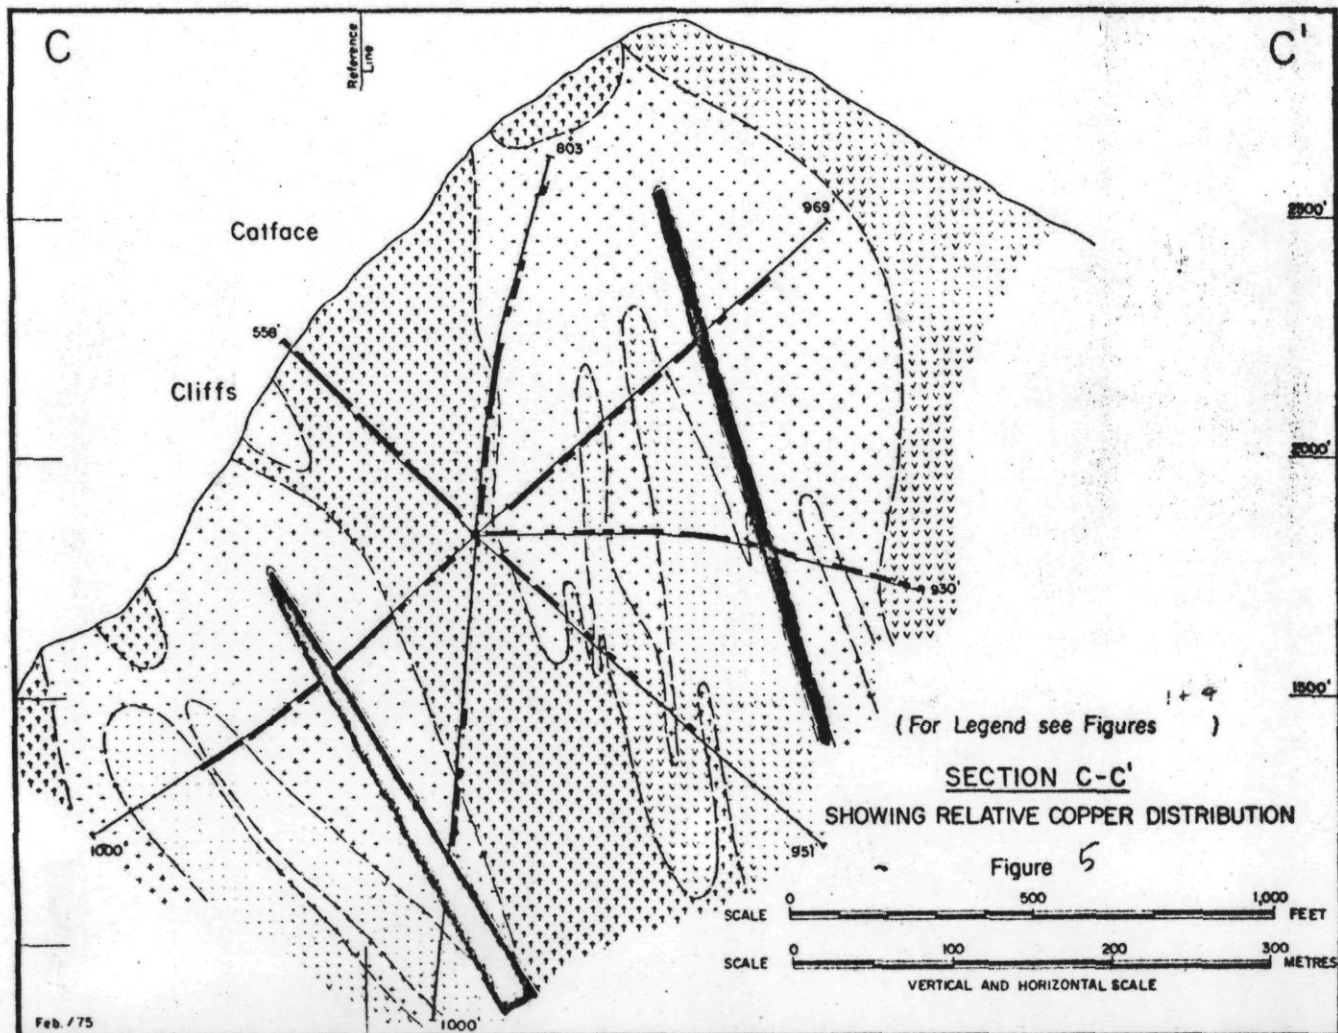 C
Reference
Line
C'
803
969
2500'
Catface
558'
Cliffs
2000'
930
1500'
1 + 4
(For Legend see Figures )
SECTION C-C'
SHOWING RELATIVE COPPER DISTRIBUTION
1000'
951'
Figure 5
SCALE 0 500 1,000 FEET
SCALE 0 100 200 300 METRES
VERTICAL AND HORIZONTAL SCALE
Feb. / 75
1000'